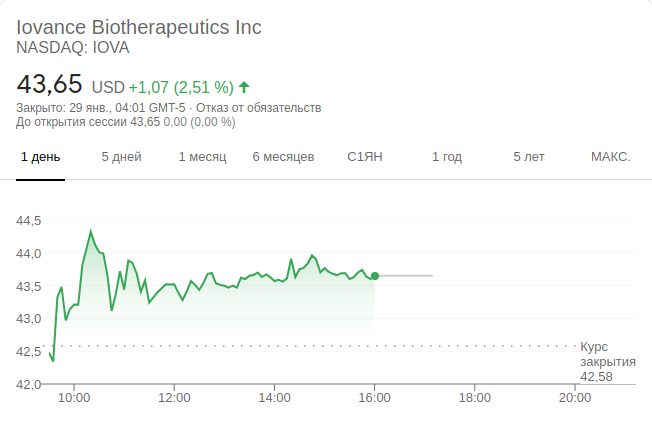 Iovance Biotherapeutics Inc
NASDAQ: IOVA
43,65 USD +1,07 (2,51 %)
Закрыто: 29 янв., 04:01 GMT-5 · Отказ от обязательств
До открытия сессии 43,65 0,00 (0,00 %)
1 день 5 дней 1 месяц 6 месяцев С1ЯН 1 год 5 лет МАКС.
44,5
44,0
43,5
43,0
42,5
42,0
Курс
закрытия
42,58
10:00 12:00 14:00 16:00 18:00 20:00